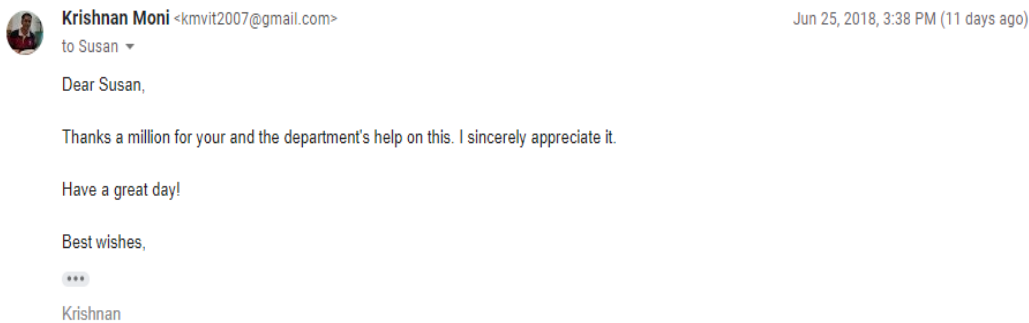 Krishnan Moni <kmvit2007@gmail.com> Jun 25, 2018, 3:38 PM (11 days ago)
to Susan
Dear Susan,
Thanks a million for your and the department's help on this. I sincerely appreciate it.
Have a great day!
Best wishes,
Krishnan